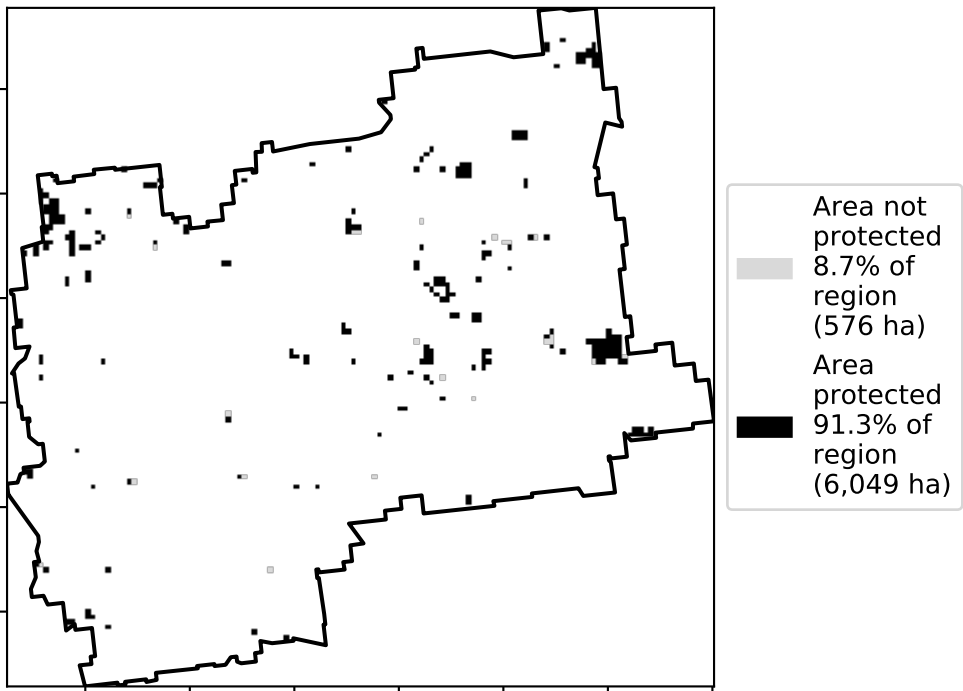 Area not
protected
8.7% of
region
(576 ha)
Area
protected
91.3% of
region
(6,049 ha)